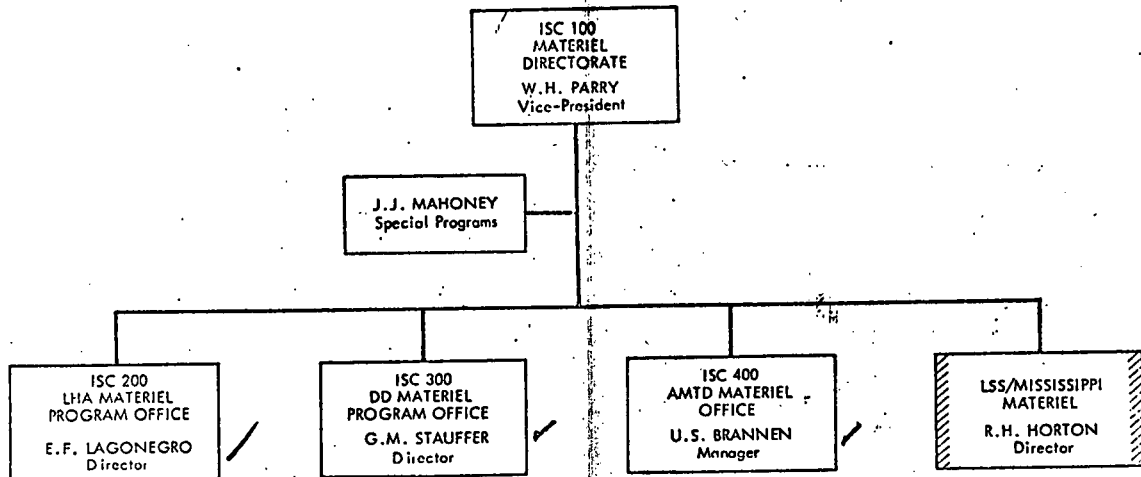 ISC 100
MATERIEL
DIRECTORATE
W.H. PARRY
Vice-President
J.J. MAHONEY
Special Programs
ISC 200
LHA MATERIEL
PROGRAM OFFICE
E.F. LAGONEGRO
Director
ISC 300
DD MATERIEL
PROGRAM OFFICE
G.M. STAUFFER
Director
ISC 400
AMTD MATERIEL
OFFICE
U.S. BRANNEN
Manager
LSS/MISSISSIPPI
MATERIEL
R.H. HORTON
Director